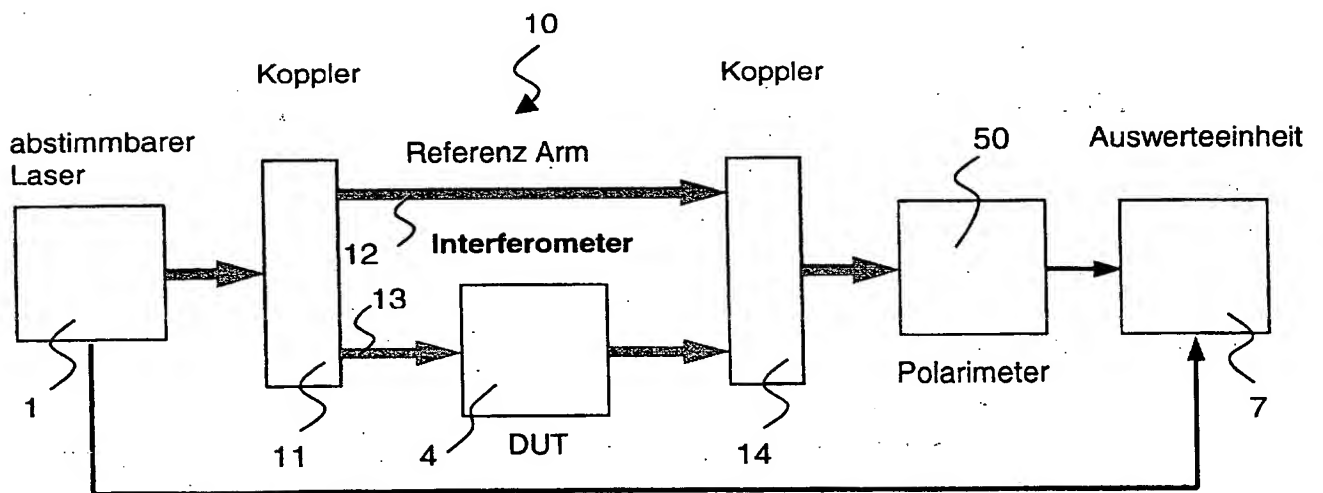 10
Koppler
Koppler
abstimmbarer
Laser
Referenz Arm
50
Auswerteeinheit
12
Interferometer
13
1
11
4
DUT
14
Polarimeter
7